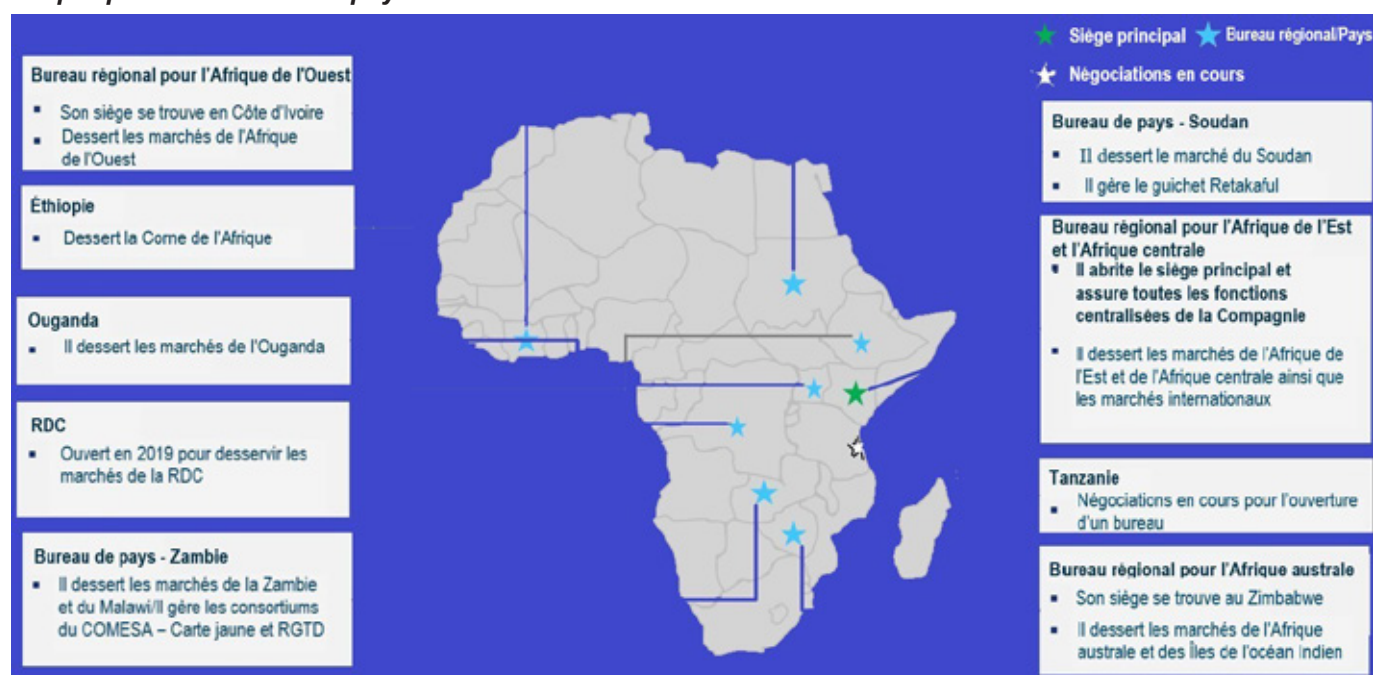 Siège principal Bureau régional/Pays
Négociations en cours
Bureau régional pour l'Afrique de l'Ouest
▪ Son siège se trouve en Côte d'Ivoire
▪ Dessert les marchés de l'Afrique
de l'Ouest
Éthiopie
▪ Dessert la Corne de l'Afrique
Ouganda
▪ Il dessert les marchés de l'Ouganda
RDC
▪ Ouvert en 2019 pour desservir les
marchés de la RDC
Bureau de pays - Zambie
▪ Il dessert les marchés de la Zambie
et du Malawi/Il gère les consortiums
du COMESA – Carte jaune et RGTD
Bureau de pays - Soudan
▪ Il dessert le marché du Soudan
▪ Il gère le guichet Retakaful
Bureau régional pour l'Afrique de l'Est
et l'Afrique centrale
▪ Il abrite le siège principal et
assure toutes les fonctions
centralisées de la Compagnie
▪ Il dessert les marchés de l'Afrique de
l'Est et de l'Afrique centrale ainsi que
les marchés internationaux
Tanzanie
▪ Négociations en cours pour l'ouverture
d'un bureau
Bureau régional pour l'Afrique australe
▪ Son siège se trouve au Zimbabwe
▪ Il dessert les marchés de l'Afrique
australe et des Îles de l'océan Indien